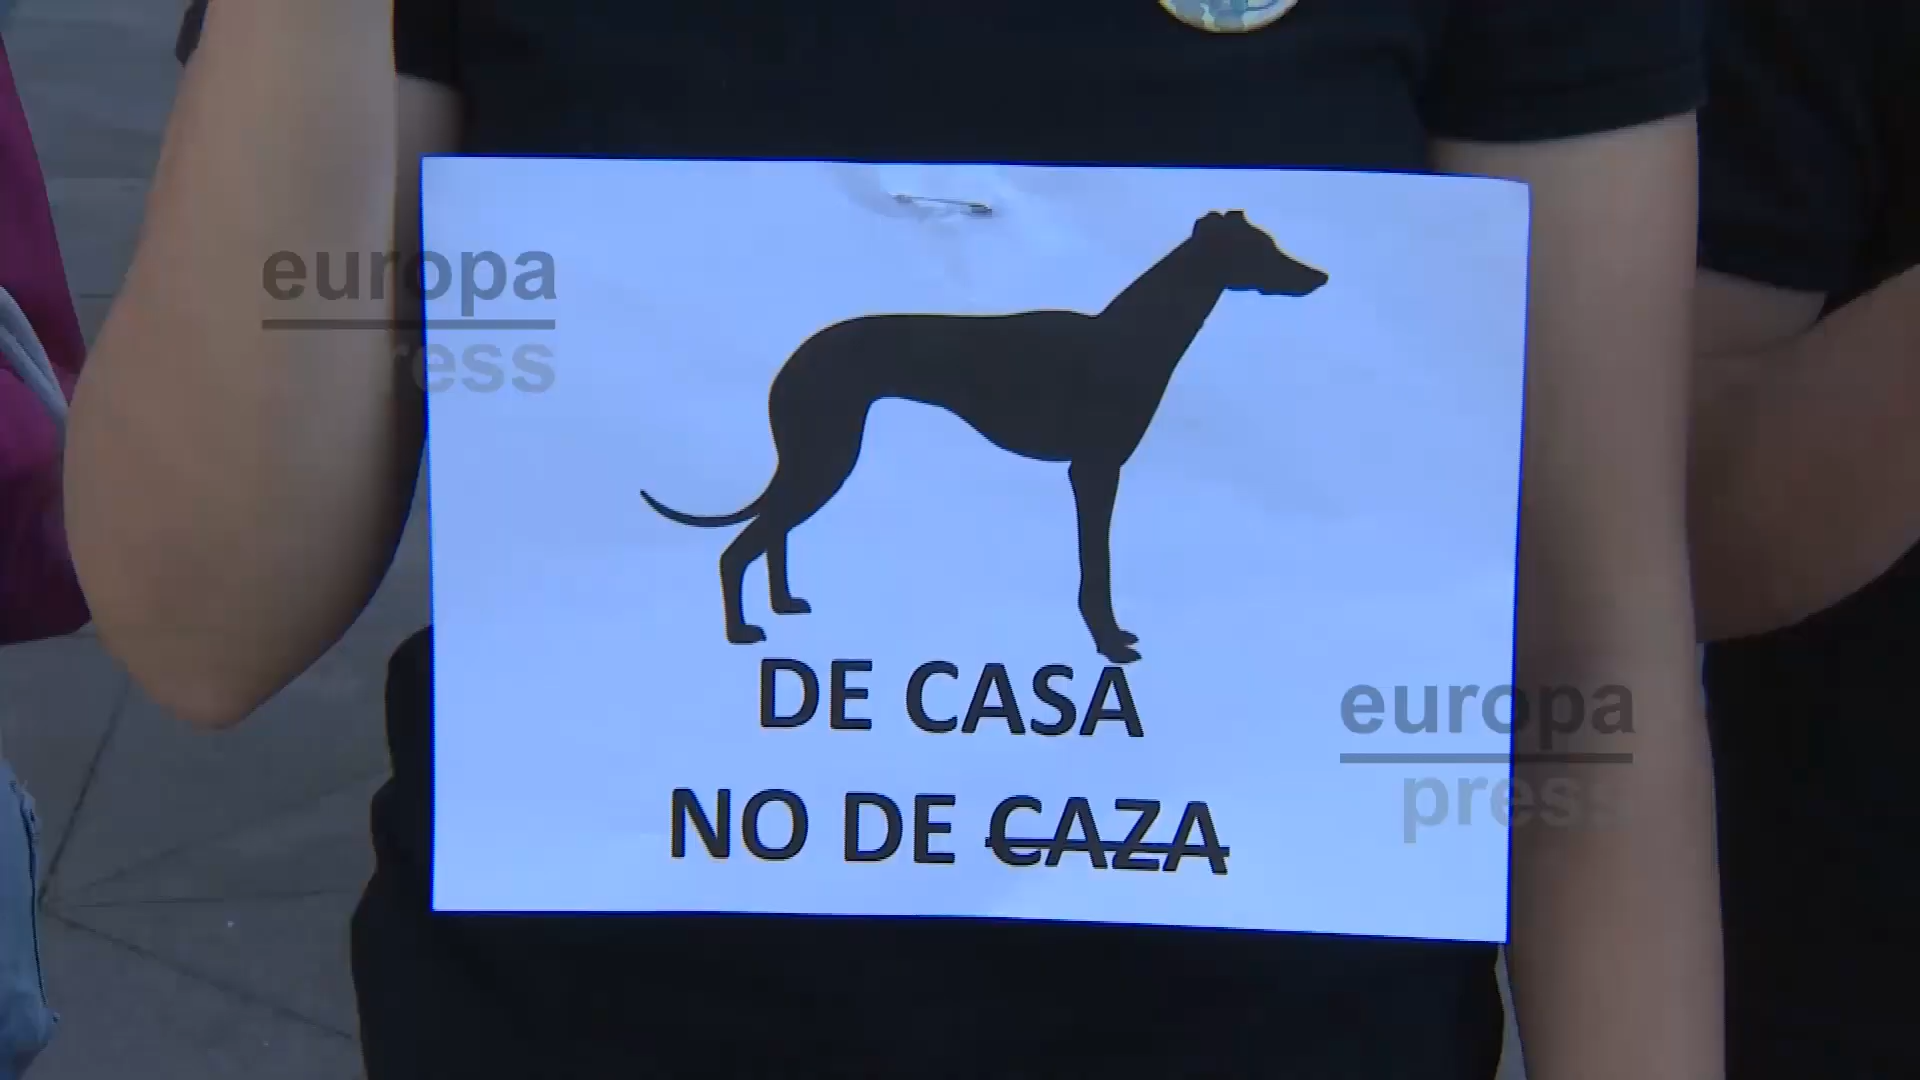 europa
press
DE CASA
NO DE CAZA
europa
press